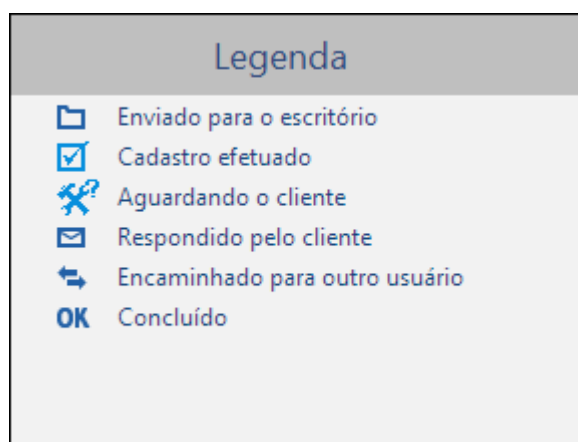 Legenda
Enviado para o escritório
Cadastro efetuado
? Aguardando o cliente
Respondido pelo cliente
Encaminhado para outro usuário
OK Concluído